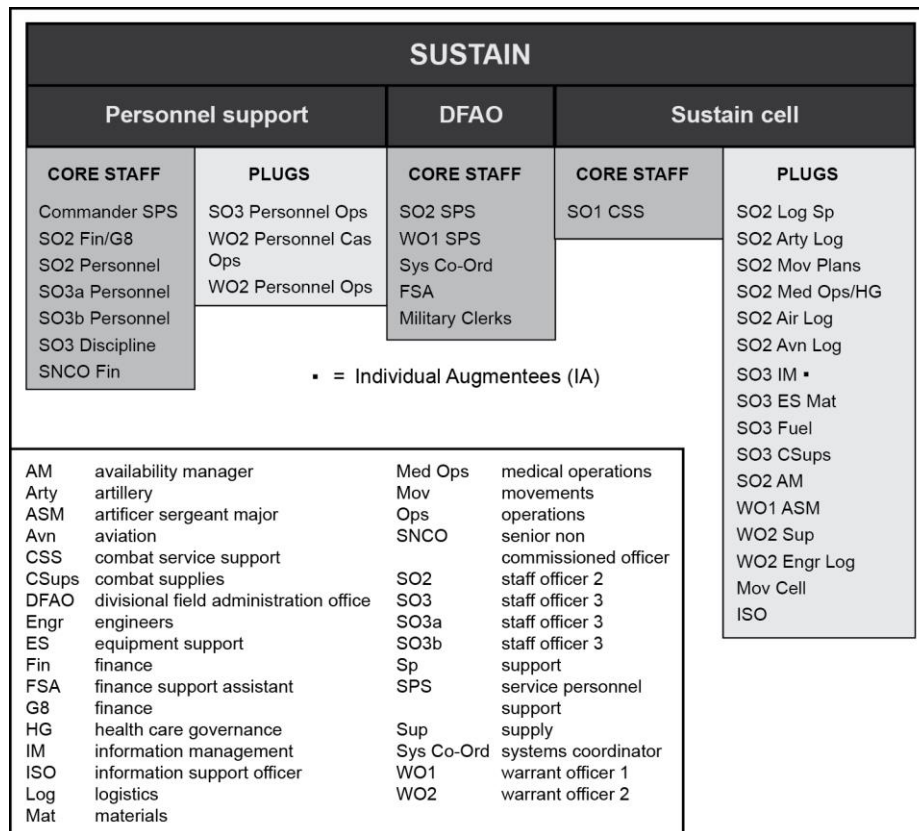 SUSTAIN
Personnel support
DFAO
Sustain cell
CORE STAFF
Commander SPS
SO2 Fin/G8
SO2 Personnel
SO3a Personnel
SO3b Personnel
SO3 Discipline
SNCO Fin
PLUGS
SO3 Personnel Ops
WO2 Personnel Cas
Ops
WO2 Personnel Ops
CORE STAFF
SO2 SPS
WO1 SPS
Sys Co-Ord
FSA
Military Clerks
CORE STAFF
SO1 CSS
PLUGS
SO2 Log Sp
SO2 Arty Log
SO2 Mov Plans
SO2 Med Ops/HG
SO2 Air Log
SO2 Avn Log
SO3 IM ▪
SO3 ES Mat
SO3 Fuel
SO3 CSups
SO2 AM
WO1 ASM
WO2 Sup
WO2 Engr Log
Mov Cell
ISO
▪ = Individual Augmentees (IA)
AM availability manager
Arty artillery
ASM artificer sergeant major
Avn aviation
CSS combat service support
CSups combat supplies
DFAO divisional field administration office
Engr engineers
ES equipment support
Fin finance
FSA finance support assistant
G8 finance
HG health care governance
IM information management
ISO information support officer
Log logistics
Mat materials
Med Ops medical operations
Mov movements
Ops operations
SNCO senior non
commissioned officer
SO2 staff officer 2
SO3 staff officer 3
SO3a staff officer 3
SO3b staff officer 3
Sp support
SPS service personnel
support
Sup supply
Sys Co-Ord systems coordinator
WO1 warrant officer 1
WO2 warrant officer 2